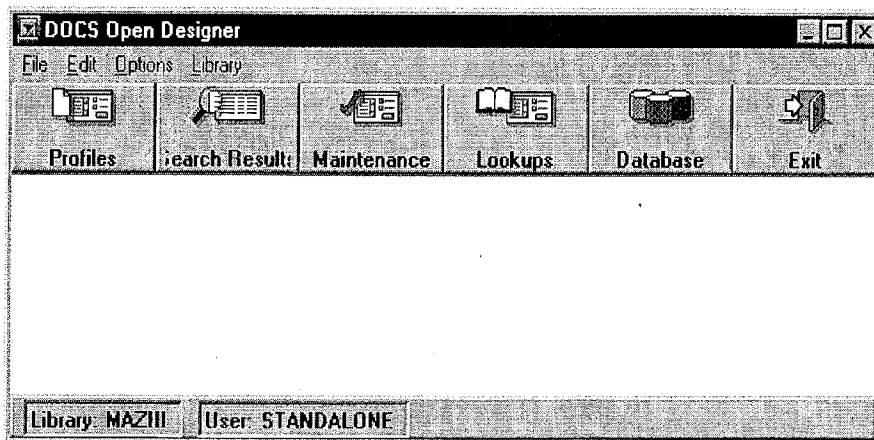 DOCS Open Designer
File Edit Options Library
Profiles earch Result Maintenance Lookups Database Exit
Library: MAZIII User: STANDALONE